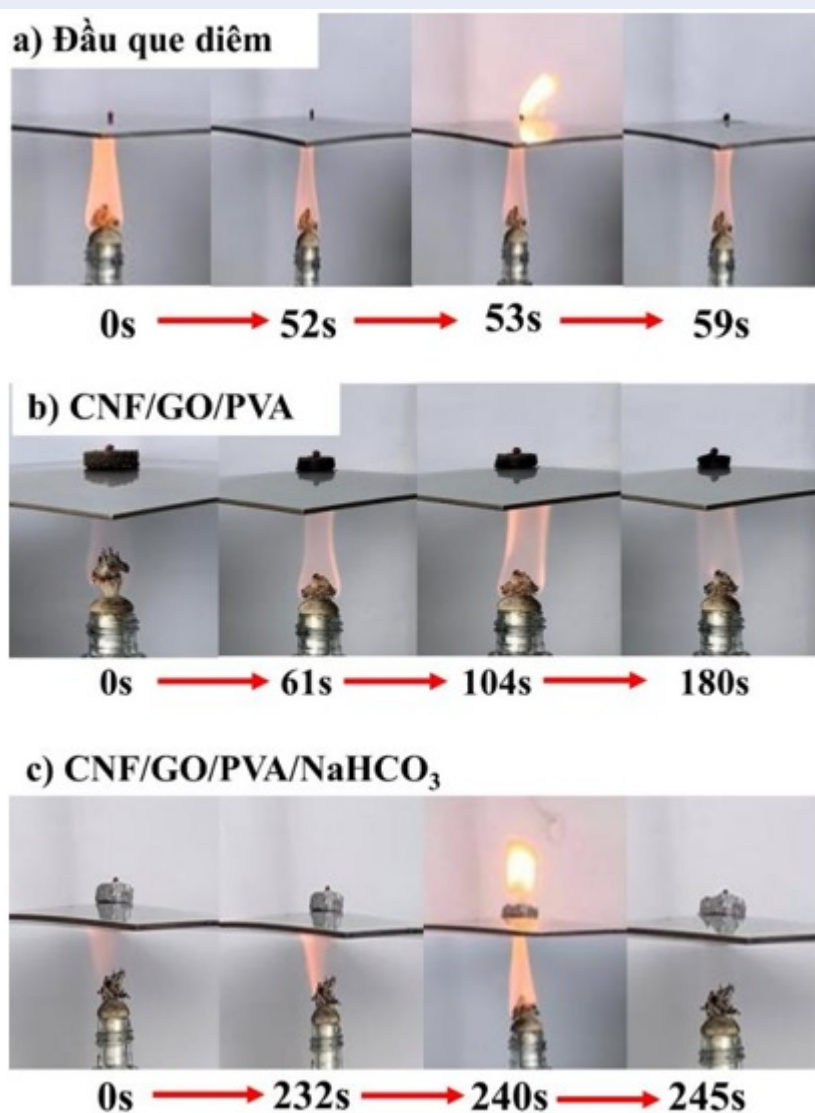 a) Đầu que diêm
0s 52s 53s 59s
b) CNF/GO/PVA
0s 61s 104s 180s
c) CNF/GO/PVA/NaHCO₃
0s 232s 240s 245s